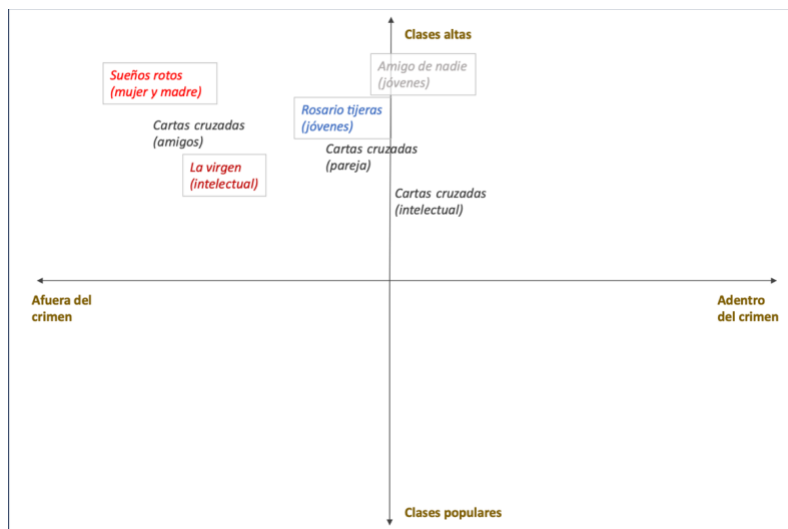 Clases altas
Amigo de nadie
(jóvenes)
Sueños rotos
(mujer y madre)
Rosario tijeras
(jóvenes)
Cartas cruzadas
(amigos)
Cartas cruzadas
(pareja)
La virgen
(intelectual)
Cartas cruzadas
(intelectual)
Afuera del
crimen
Adentro
del crimen
Clases populares